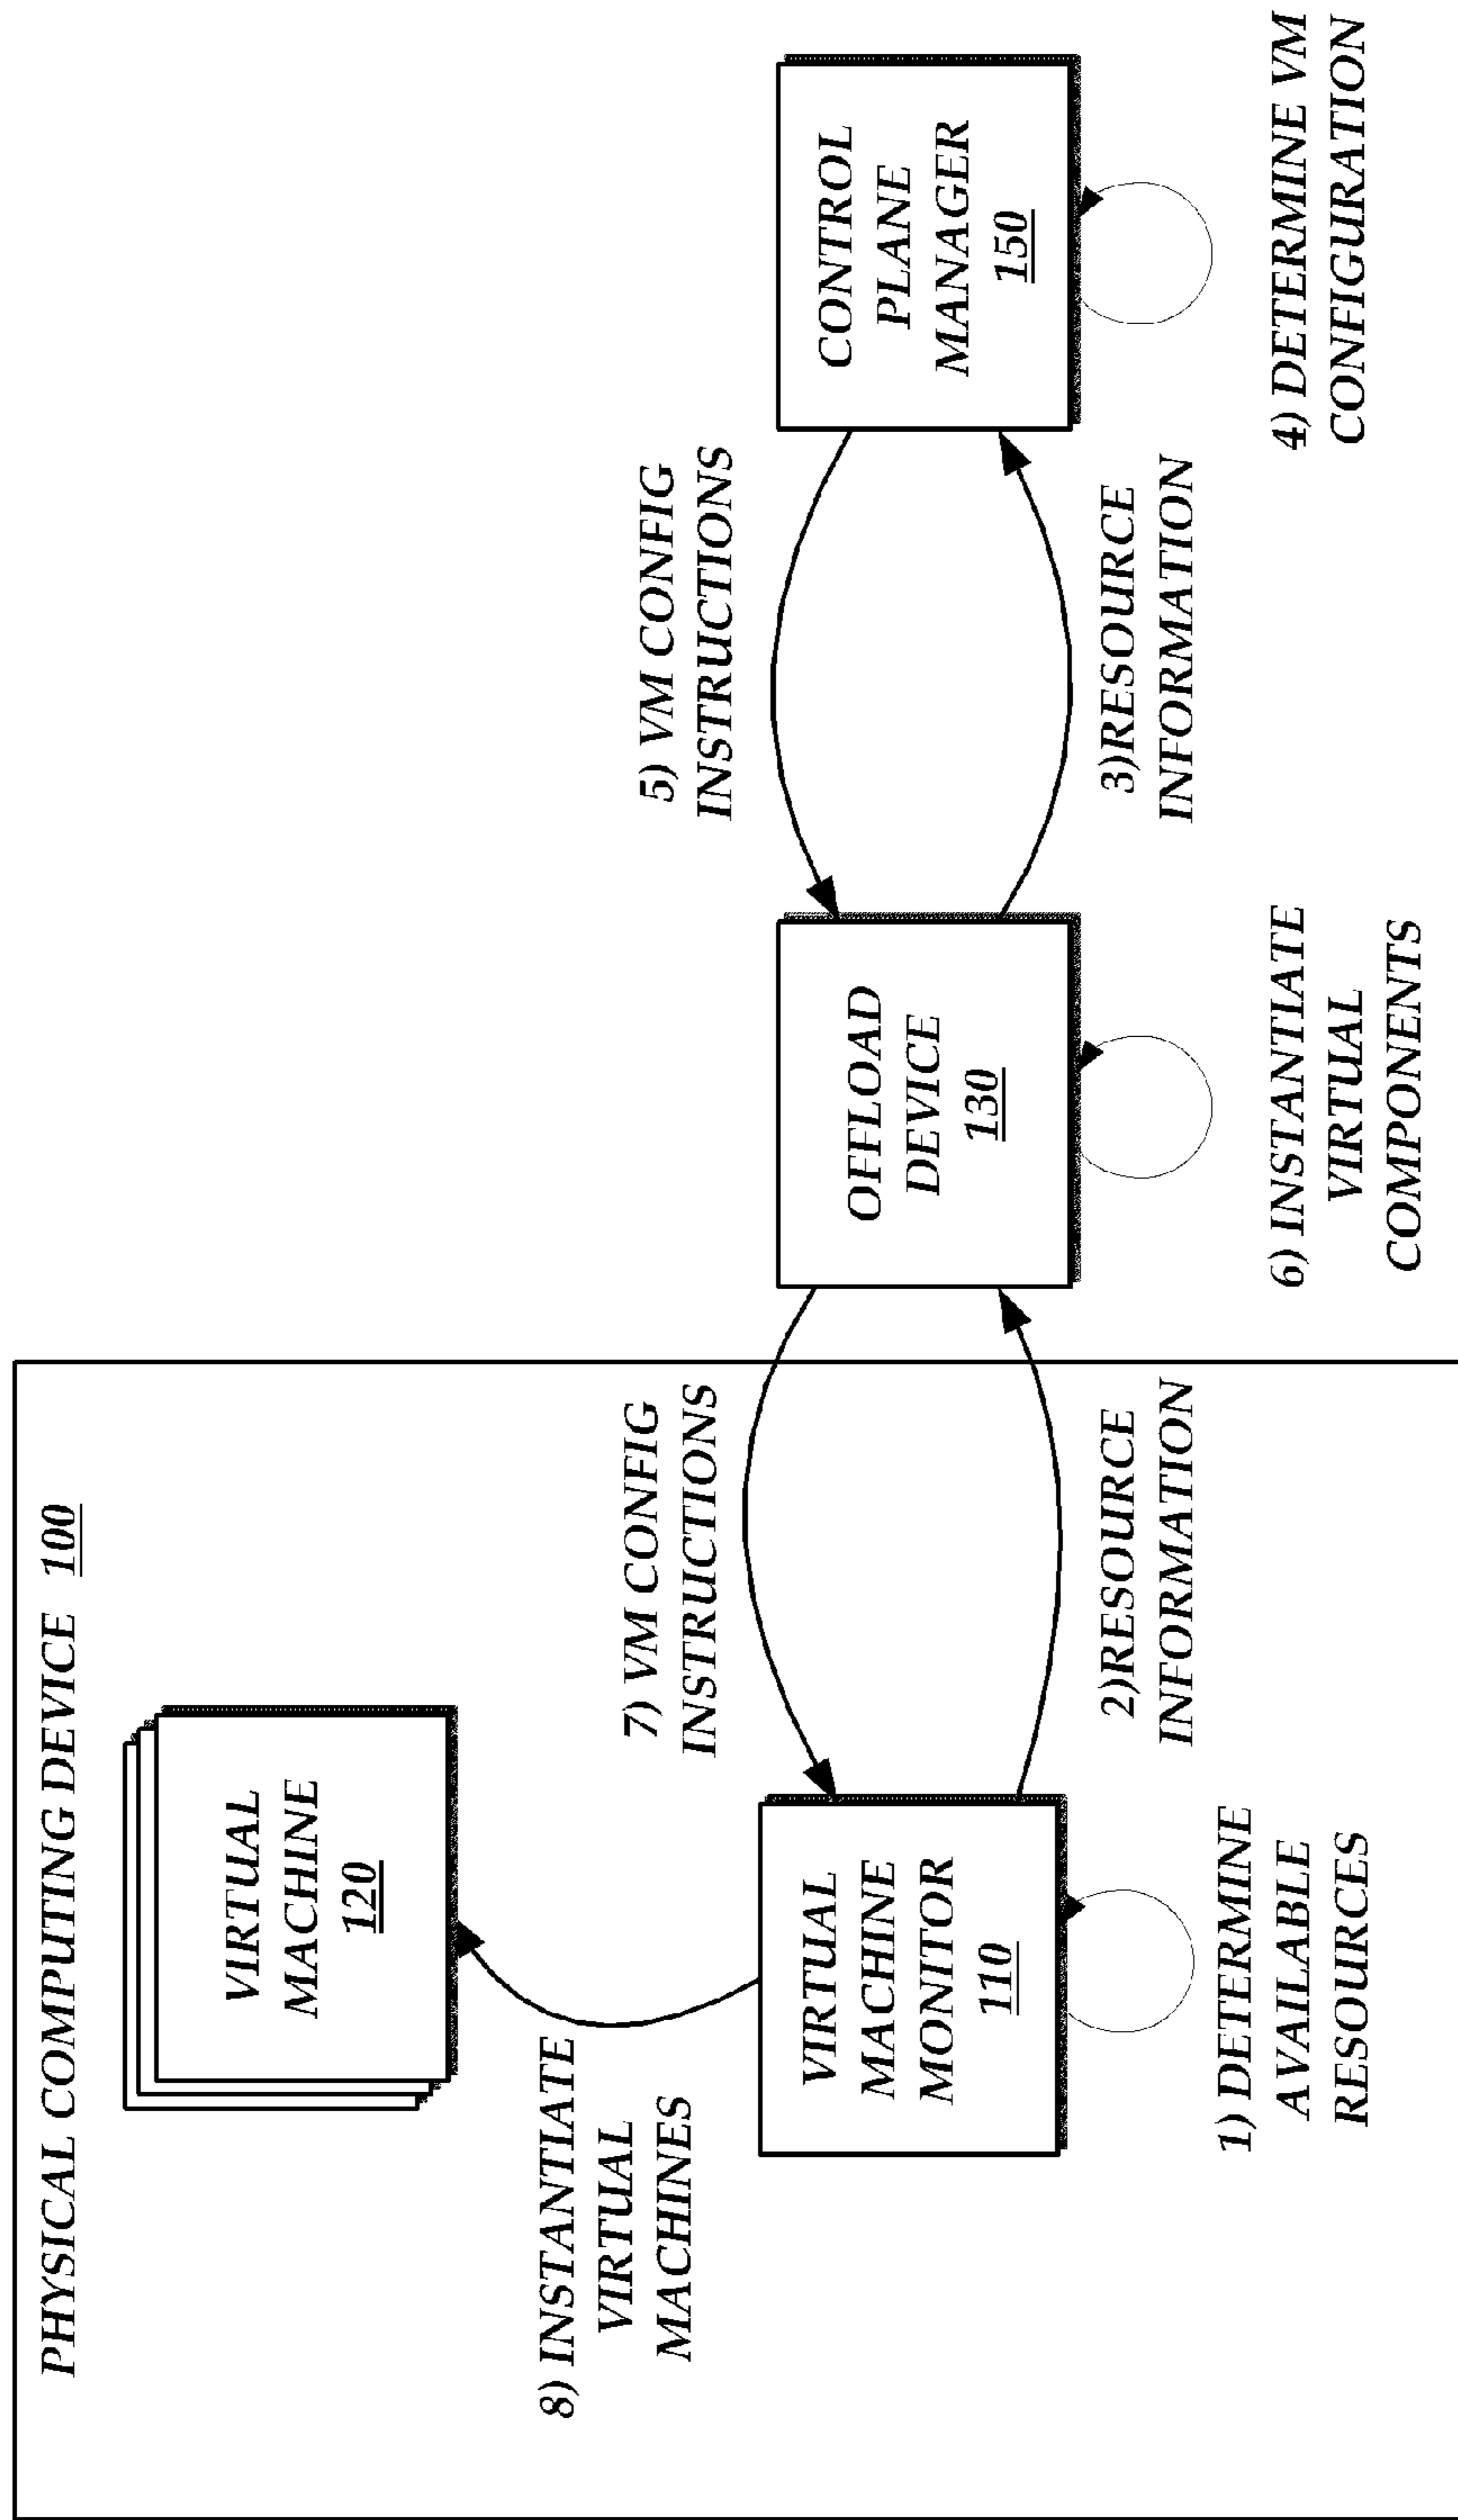 PHYSICAL COMPUTING DEVICE 100
VIRTUAL
MACHINE
120
8) INSTANTIATE
VIRTUAL
MACHINES
7) VM CONFIG
INSTRUCTIONS
5) VM CONFIG
INSTRUCTIONS
VIRTUAL
MACHINE
MONITOR
110
OFFLOAD
DEVICE
130
CONTROL
PLANE
MANAGER
150
2)RESOURCE
INFORMATION
3)RESOURCE
INFORMATION
1) DETERMINE
AVAILABLE
RESOURCES
6) INSTANTIATE
VIRTUAL
COMPONENTS
4) DETERMINE VM
CONFIGURATION